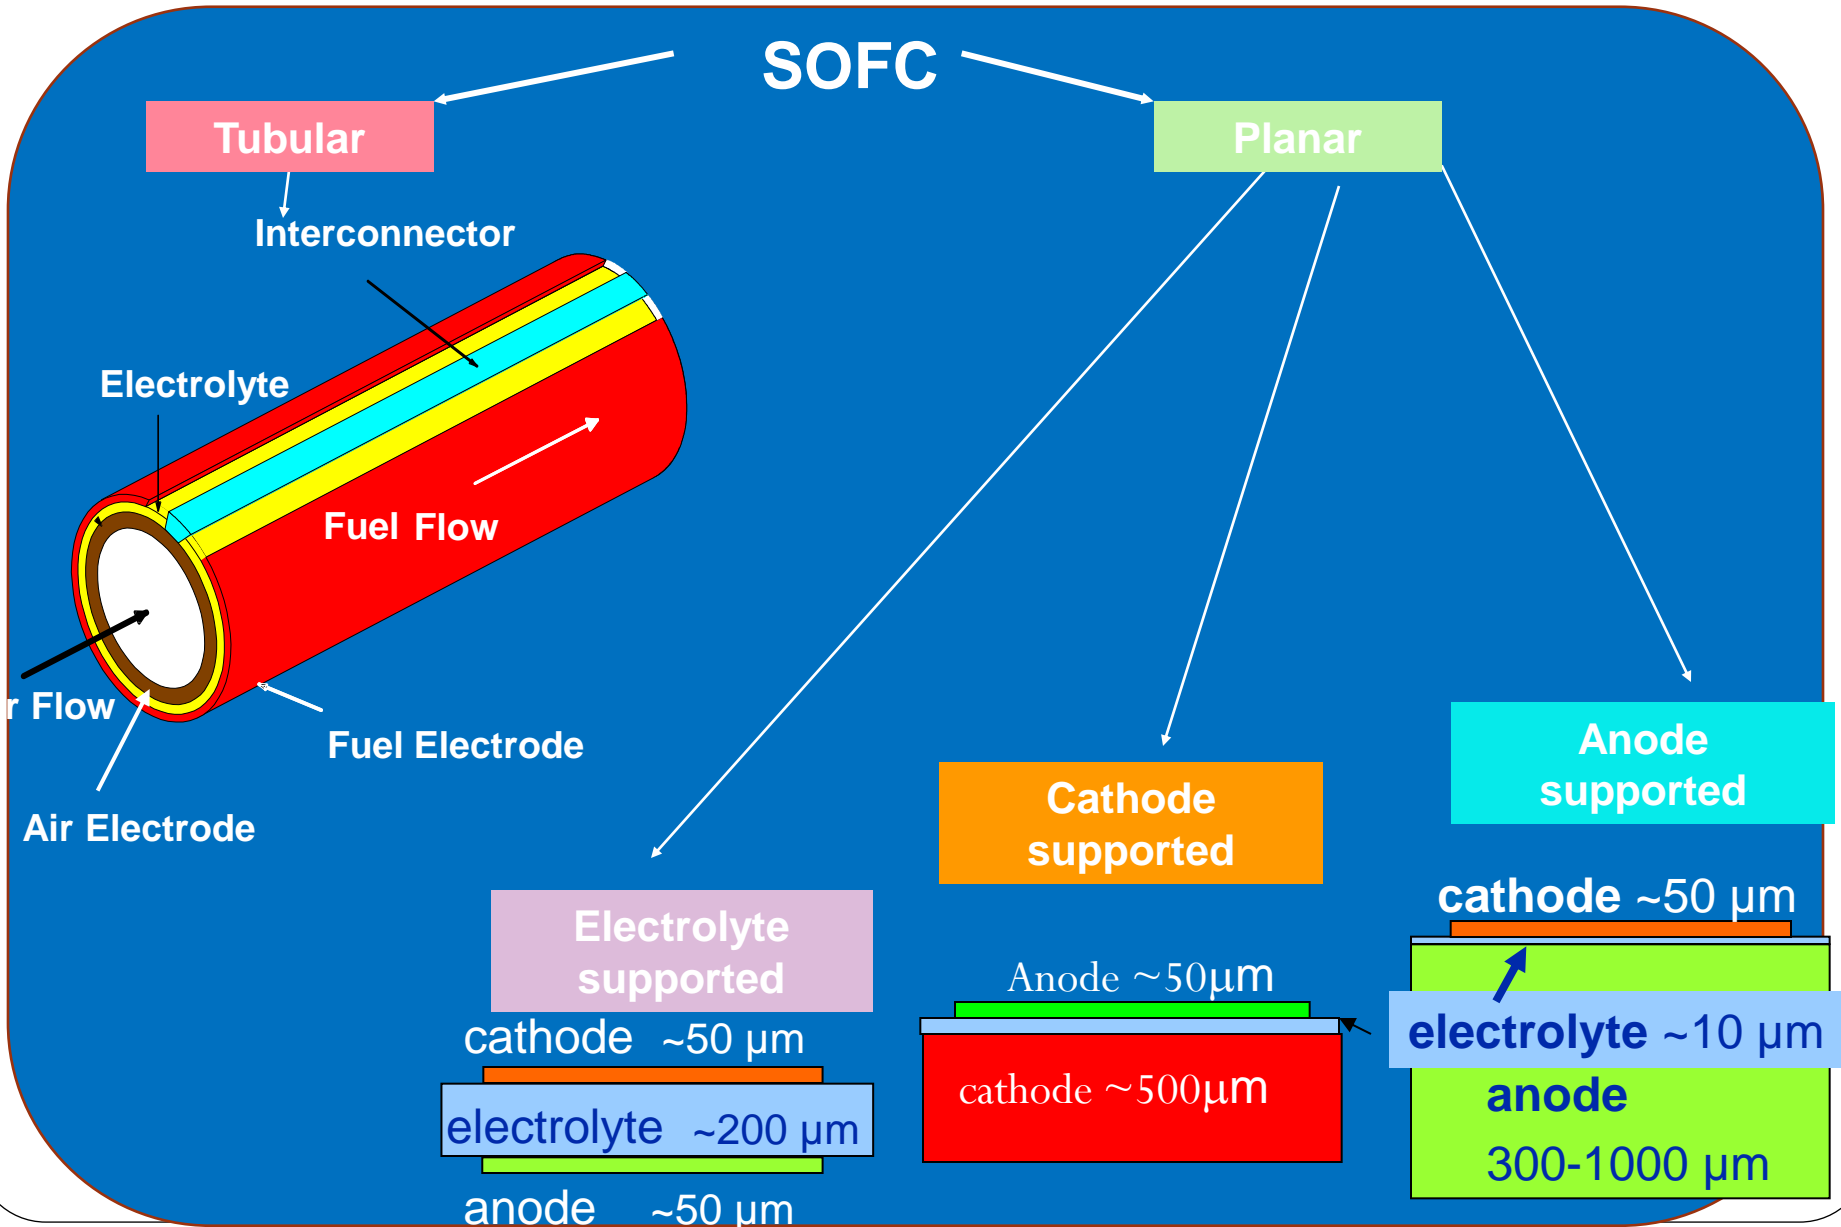 SOFC
Tubular
Planar
Interconnector
Electrolyte
Fuel Flow
r Flow
Fuel Electrode
Air Electrode
Electrolyte
supported
cathode ~50 µm
electrolyte ~200 µm
anode ~50 µm
Cathode
supported
Anode ~50µm
cathode ~500µm
Anode
supported
cathode ~50 µm
electrolyte ~10 µm
anode
300-1000 µm